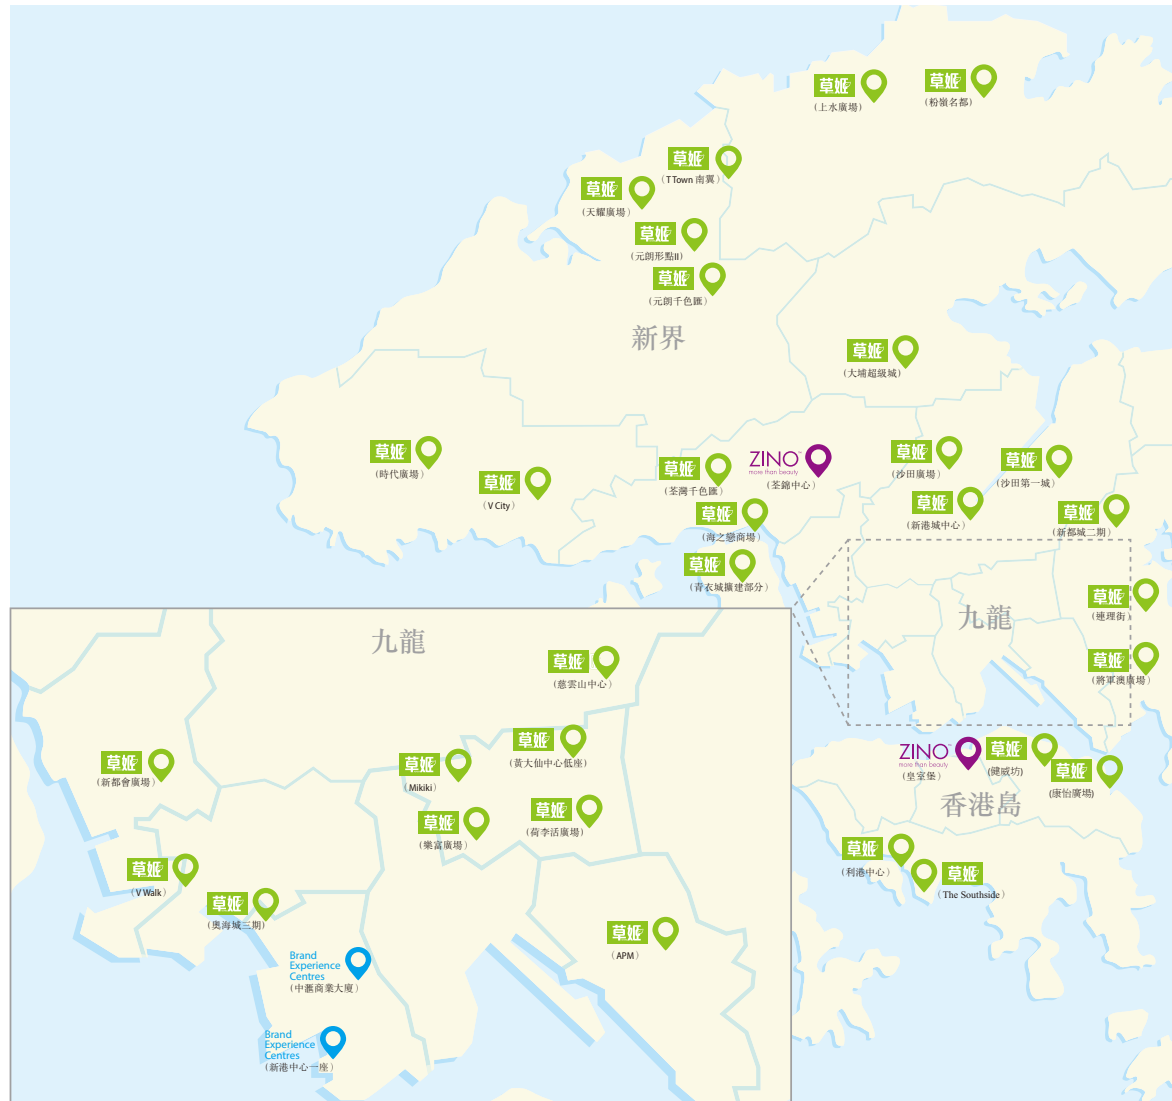 草姬
(上水廣場)
草姬
(粉嶺名都)
草姬
(T Town 南翼)
草姬
(天耀廣場)
草姬
(元朗形點II)
草姬
(元朗千色匯)
新界
草姬
(大埔超級城)
草姬
(時代廣場)
草姬
(V City)
草姬
(荃灣千色匯)
ZINO™
more than beauty
(荃錦中心)
草姬
(沙田廣場)
草姬
(沙田第一城)
草姬
(新港城中心)
草姬
(新都城二期)
草姬
(海之戀商場)
草姬
(青衣城擴建部分)
九龍
草姬
(連理街)
草姬
(將軍澳廣場)
ZINO™
more than beauty
(皇室堡)
草姬
(健威坊)
草姬
(康怡廣場)
香港島
草姬
(利港中心)
草姬
(The Southside)
九龍
草姬
(慈雲山中心)
草姬
(黃大仙中心低座)
草姬
(新都會廣場)
草姬
(Mikiki)
草姬
(樂富廣場)
草姬
(荷李活廣場)
草姬
(V Walk)
草姬
(奧海城三期)
草姬
(APM)
Brand
Experience
Centres
(中滙商業大廈)
Brand
Experience
Centres
(新港中心一座)